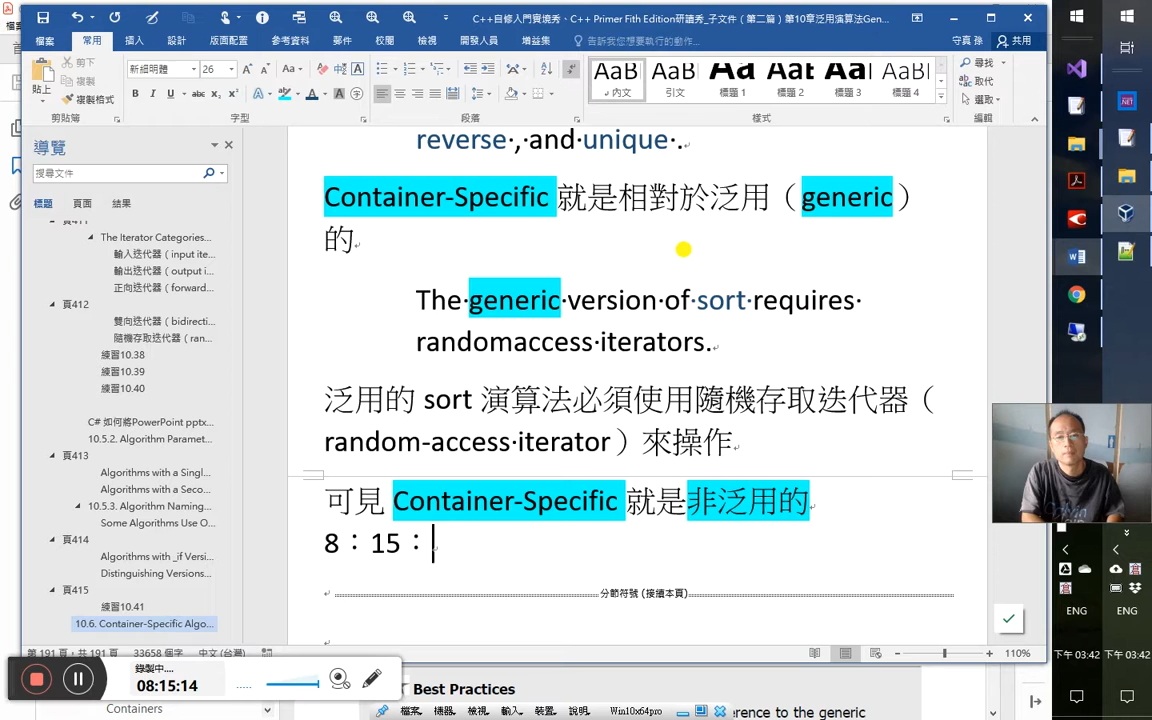 C++自修人門實境秀、C++ Primer Fith Edition研讀秀_子文件（第二篇）第10章泛用演算法Gen...
檔案 常用 插入 設計 版面配置 參考資料 郵件 校閱 檢視 開發人員 增益集 告訴我您想要執行的動作... 守真 孫 共用
貼上 剪下 複製 複製格式 剪貼簿
新細明體 26 字型
段落
AaB AaB Aa Aat Aal AaBl
內文 引文 標題 1 標題 2 標題 3 標題 4
樣式
尋找 取代 選取 編輯
導覽
搜尋文件
標題 頁面 結果
頁411
The Iterator Categories...
輸入迭代器（input ite...
輸出迭代器（output i...
正向迭代器（forward...
頁412
雙向迭代器（bidirecti...
隨機存取迭代器（ran...
練習10.38
練習10.39
練習10.40
C# 如何將PowerPoint pptx...
10.5.2. Algorithm Paramet...
頁413
Algorithms with a Singl...
Algorithms with a Seco...
10.5.3. Algorithm Naming...
Some Algorithms Use O...
頁414
Algorithms with _if Versi...
Distinguishing Versions...
頁415
練習10.41
10.6. Container-Specific Algo...
reverse , and unique .
Container-Specific 就是相對於泛用（generic）
的
The generic version of sort requires
randomaccess iterators.
泛用的 sort 演算法必須使用隨機存取迭代器（
random-access iterator）來操作
可見 Container-Specific 就是非泛用的
8：15：
分節符號 (接續本頁)
第 191 頁，共 191 頁 33658 個字 中文 (台灣) 110%
錄製中....
08:15:14
Best Practices
Containers
檔案, 機器, 檢視, 輸入, 裝置, 說明, Win10x64pro
erence to the generic
ENG ENG
下午 03:42 下午 03:42